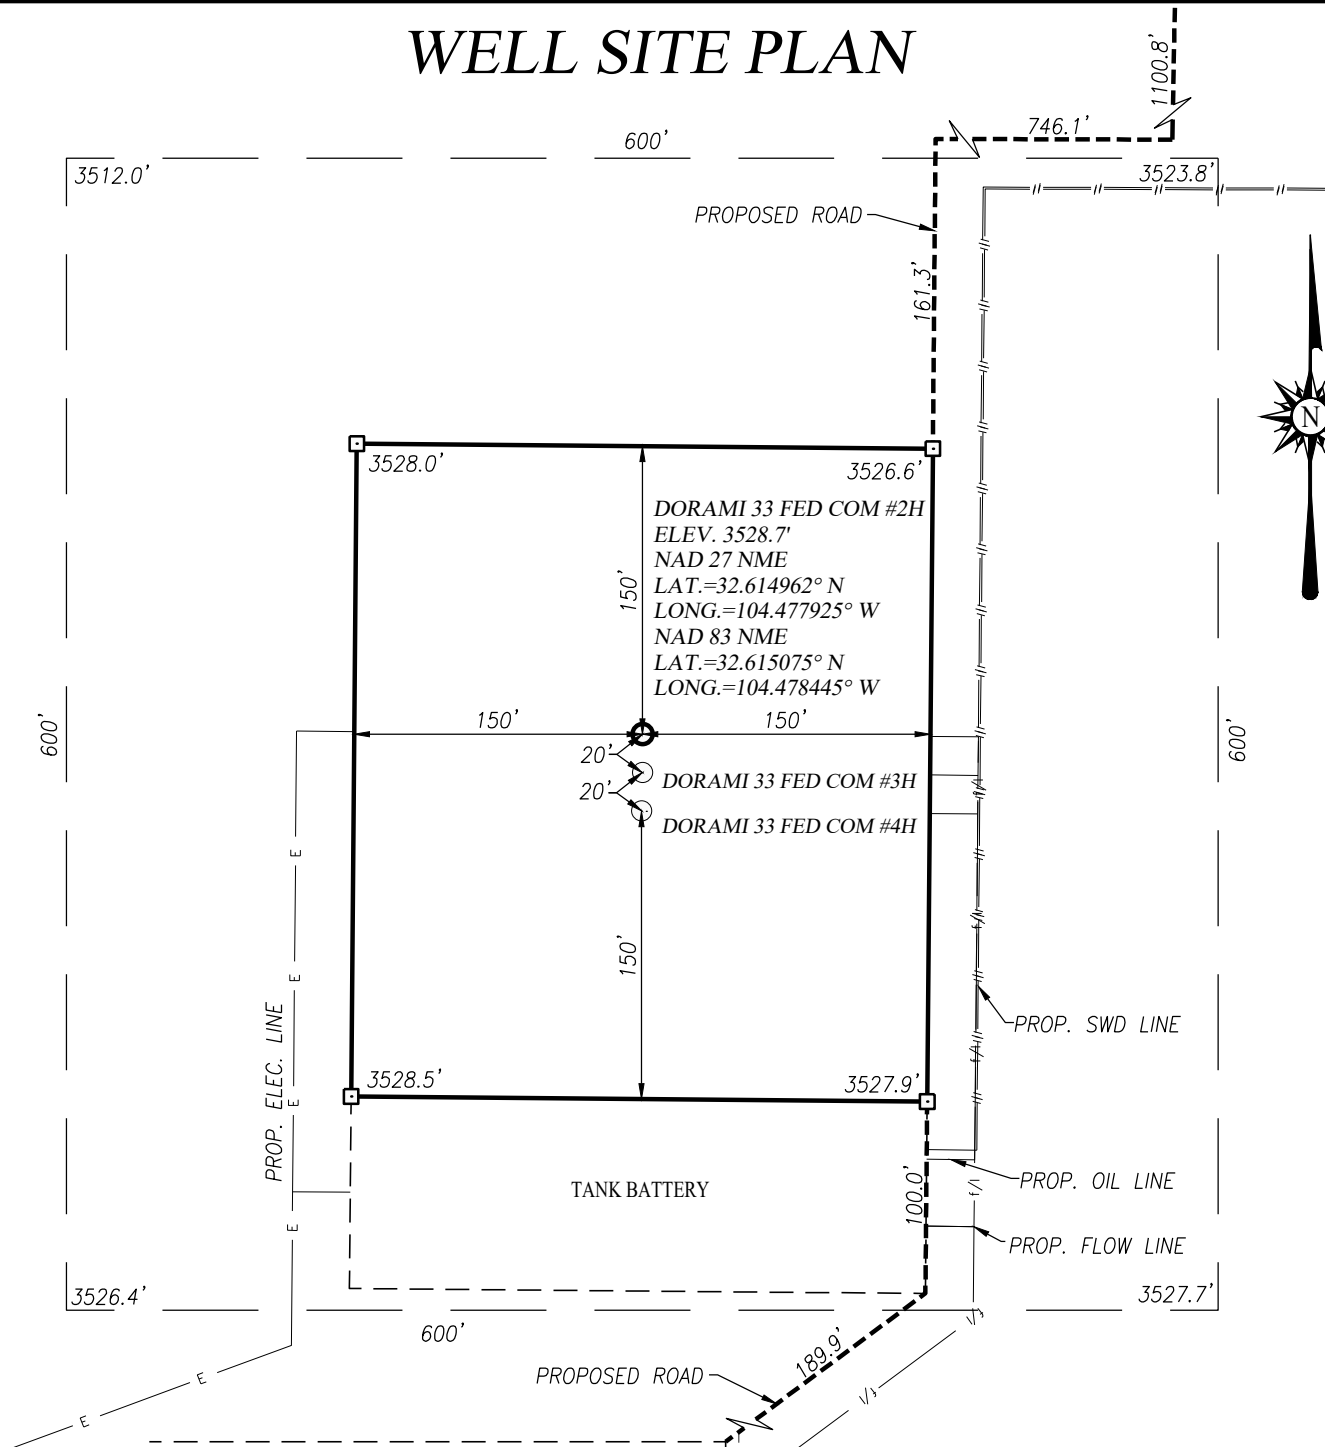 WELL SITE PLAN
1100.8'
746.1'
600'
3512.0'
3523.8'
PROPOSED ROAD
161.3'
N
3528.0'
3526.6'
DORAMI 33 FED COM #2H
ELEV. 3528.7'
NAD 27 NME
LAT.=32.614962° N
LONG.=104.477925° W
NAD 83 NME
LAT.=32.615075° N
LONG.=104.478445° W
150'
150'
150'
600'
600'
20'
DORAMI 33 FED COM #3H
20'
DORAMI 33 FED COM #4H
E
150'
E
PROP. ELEC. LINE
f/l
f/l
PROP. SWD LINE
f/l
3528.5'
3527.9'
E
TANK BATTERY
100.0'
PROP. OIL LINE
f/l
E
PROP. FLOW LINE
3526.4'
3527.7'
600'
f/l
189.9'
PROPOSED ROAD
E
f/l
E